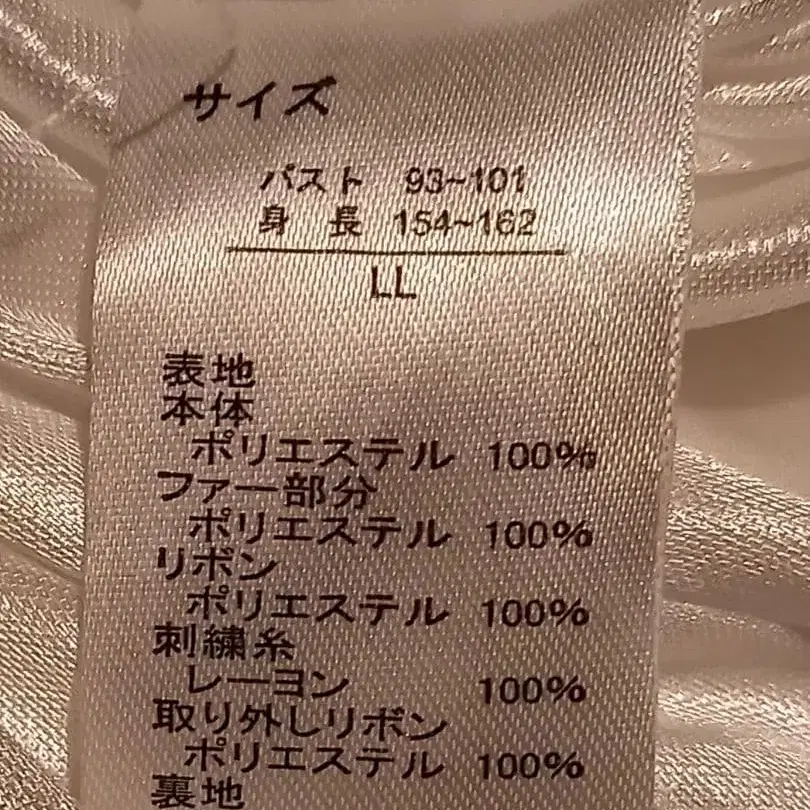 サイズ
バスト 93~101
身 長 154~162
LL
表地
本体
ポリエステル 100%
ファー部分
ポリエステル 100%
リボン
ポリエステル 100%
刺繍糸
レーヨン 100%
取り外しリボン
ポリエステル 100%
裏地